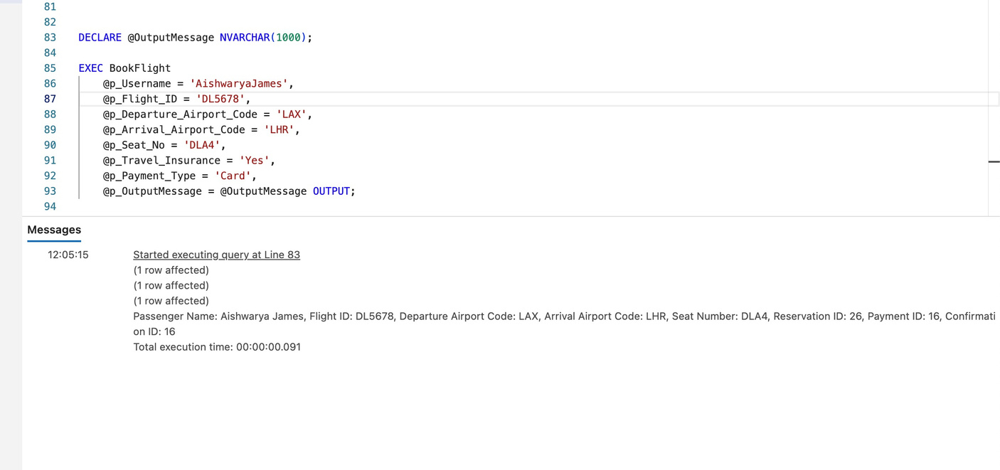 81
82
83 DECLARE @OutputMessage NVARCHAR(1000);
84
85 EXEC BookFlight
86 @p_Username = 'AishwaryaJames',
87 @p_Flight_ID = 'DL5678',
88 @p_Departure_Airport_Code = 'LAX',
89 @p_Arrival_Airport_Code = 'LHR',
90 @p_Seat_No = 'DLA4',
91 @p_Travel_Insurance = 'Yes',
92 @p_Payment_Type = 'Card',
93 @p_OutputMessage = @OutputMessage OUTPUT;
94
Messages
12:05:15 Started executing query at Line 83
(1 row affected)
(1 row affected)
(1 row affected)
Passenger Name: Aishwarya James, Flight ID: DL5678, Departure Airport Code: LAX, Arrival Airport Code: LHR, Seat Number: DLA4, Reservation ID: 26, Payment ID: 16, Confirmati
on ID: 16
Total execution time: 00:00:00.091